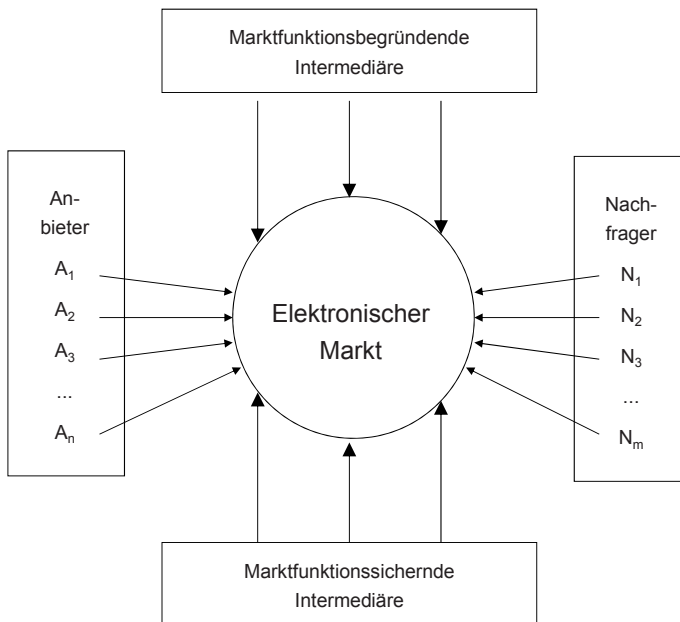 Marktfunktionsbegründende
Intermediäre
An-
bieter
A1
A2
A3
...
An
Elektronischer
Markt
Nach-
frager
N1
N2
N3
...
Nm
Marktfunktionssichernde
Intermediäre